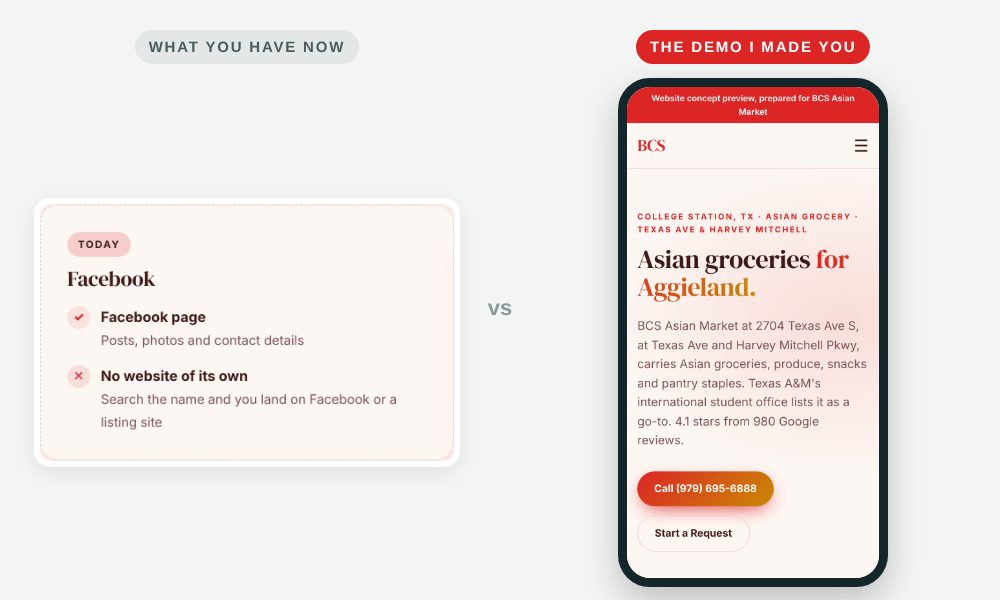 WHAT YOU HAVE NOW
TODAY
Facebook
Facebook page
Posts, photos and contact details
No website of its own
Search the name and you land on Facebook or a
listing site
vs
THE DEMO I MADE YOU
Website concept preview, prepared for BCS Asian
Market
BCS
COLLEGE STATION, TX · ASIAN GROCERY ·
TEXAS AVE & HARVEY MITCHELL
Asian groceries for
Aggieland.
BCS Asian Market at 2704 Texas Ave S,
at Texas Ave and Harvey Mitchell Pkwy,
carries Asian groceries, produce, snacks
and pantry staples. Texas A&M's
international student office lists it as a
go-to. 4.1 stars from 980 Google
reviews.
Call (979) 695-6888
Start a Request